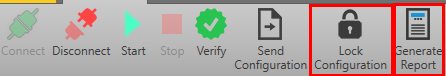 Connect Disconnect Start Stop Verify Send Lock Generate
Configuration Configuration Report